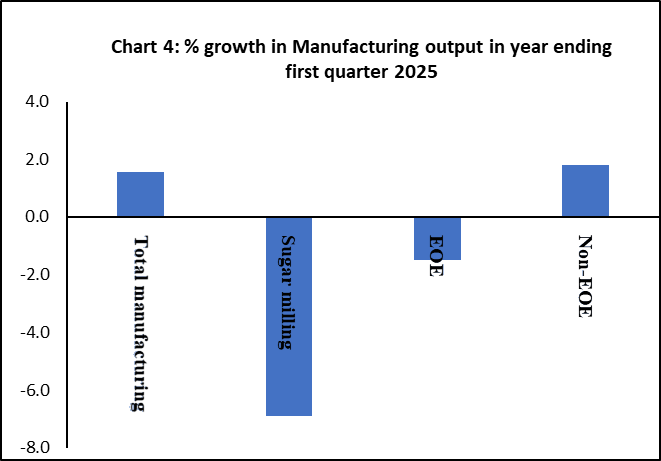 Chart 4: % growth in Manufacturing output in year ending
first quarter 2025
4.0
2.0
0.0
-2.0
-4.0
-6.0
-8.0
Total manufacturing
Sugar milling
EOE
Non-EOE